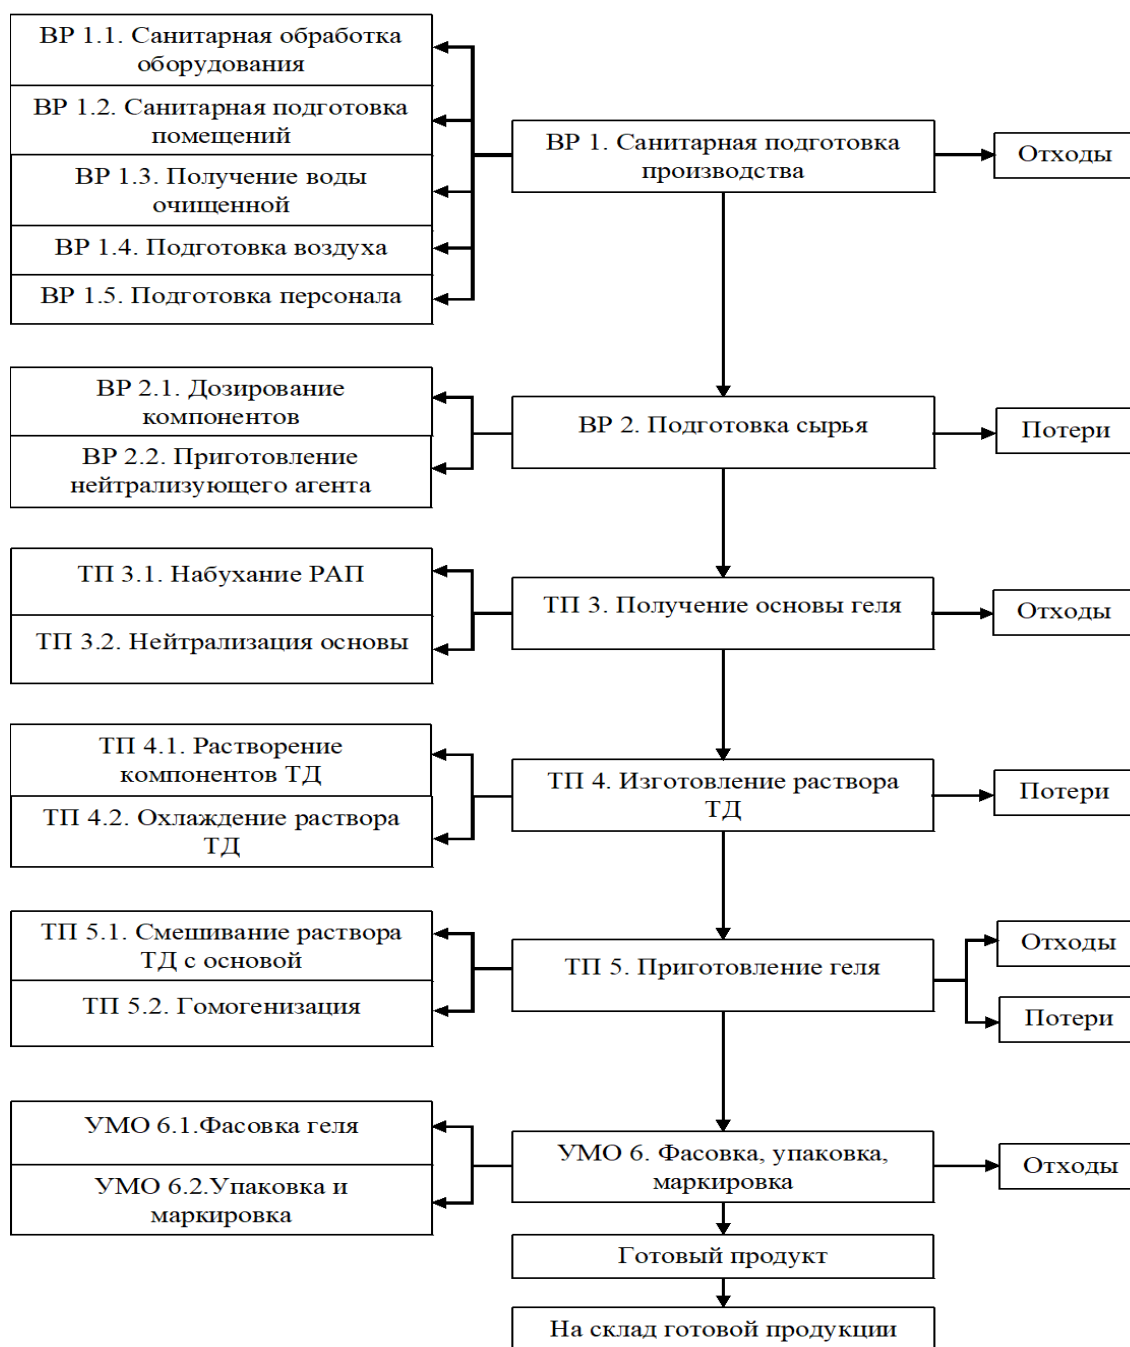 ВР 1.1. Санитарная обработка
оборудования
ВР 1.2. Санитарная подготовка
помещений
ВР 1.3. Получение воды
очищенной
ВР 1.4. Подготовка воздуха
ВР 1.5. Подготовка персонала
ВР 1. Санитарная подготовка
производства
Отходы
ВР 2.1. Дозирование
компонентов
ВР 2.2. Приготовление
нейтрализующего агента
ВР 2. Подготовка сырья
Потери
ТП 3.1. Набухание РАП
ТП 3.2. Нейтрализация основы
ТП 3. Получение основы геля
Отходы
ТП 4.1. Растворение
компонентов ТД
ТП 4.2. Охлаждение раствора
ТД
ТП 4. Изготовление раствора
ТД
Потери
ТП 5.1. Смешивание раствора
ТД с основой
ТП 5.2. Гомогенизация
ТП 5. Приготовление геля
Отходы
Потери
УМО 6.1.Фасовка геля
УМО 6.2.Упаковка и
маркировка
УМО 6. Фасовка, упаковка,
маркировка
Отходы
Готовый продукт
На склад готовой продукции